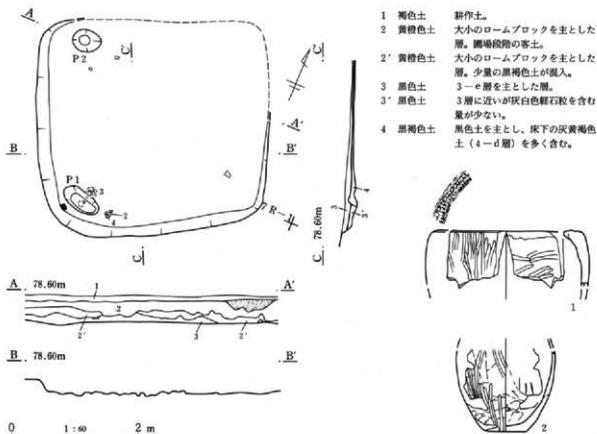 1 褐色土 耕作土。
2 黄橙色土 大小のロームブロックを主とした
層。圃場段階の客土。
2′ 黄橙色土 大小のロームブロックを主とした
層。少量の黒褐色土が混入。
3 黒色土 3－e層を主とした層。
3′ 黒色土 3層に近いが灰白色軽石粒を含む
量が少ない。
4 黒褐色土 黒色土を主とし、床下の灰黄褐色
土（4－d層）を多く含む。
A
C′
C′
P2
A′
B
B′
P1
3
2
4
R
C
4
3
3′
C 78.60m
A 78.60m A′
1
2
2′ 3 2′
B 78.60m B′
0 1:60 2 m
1
2